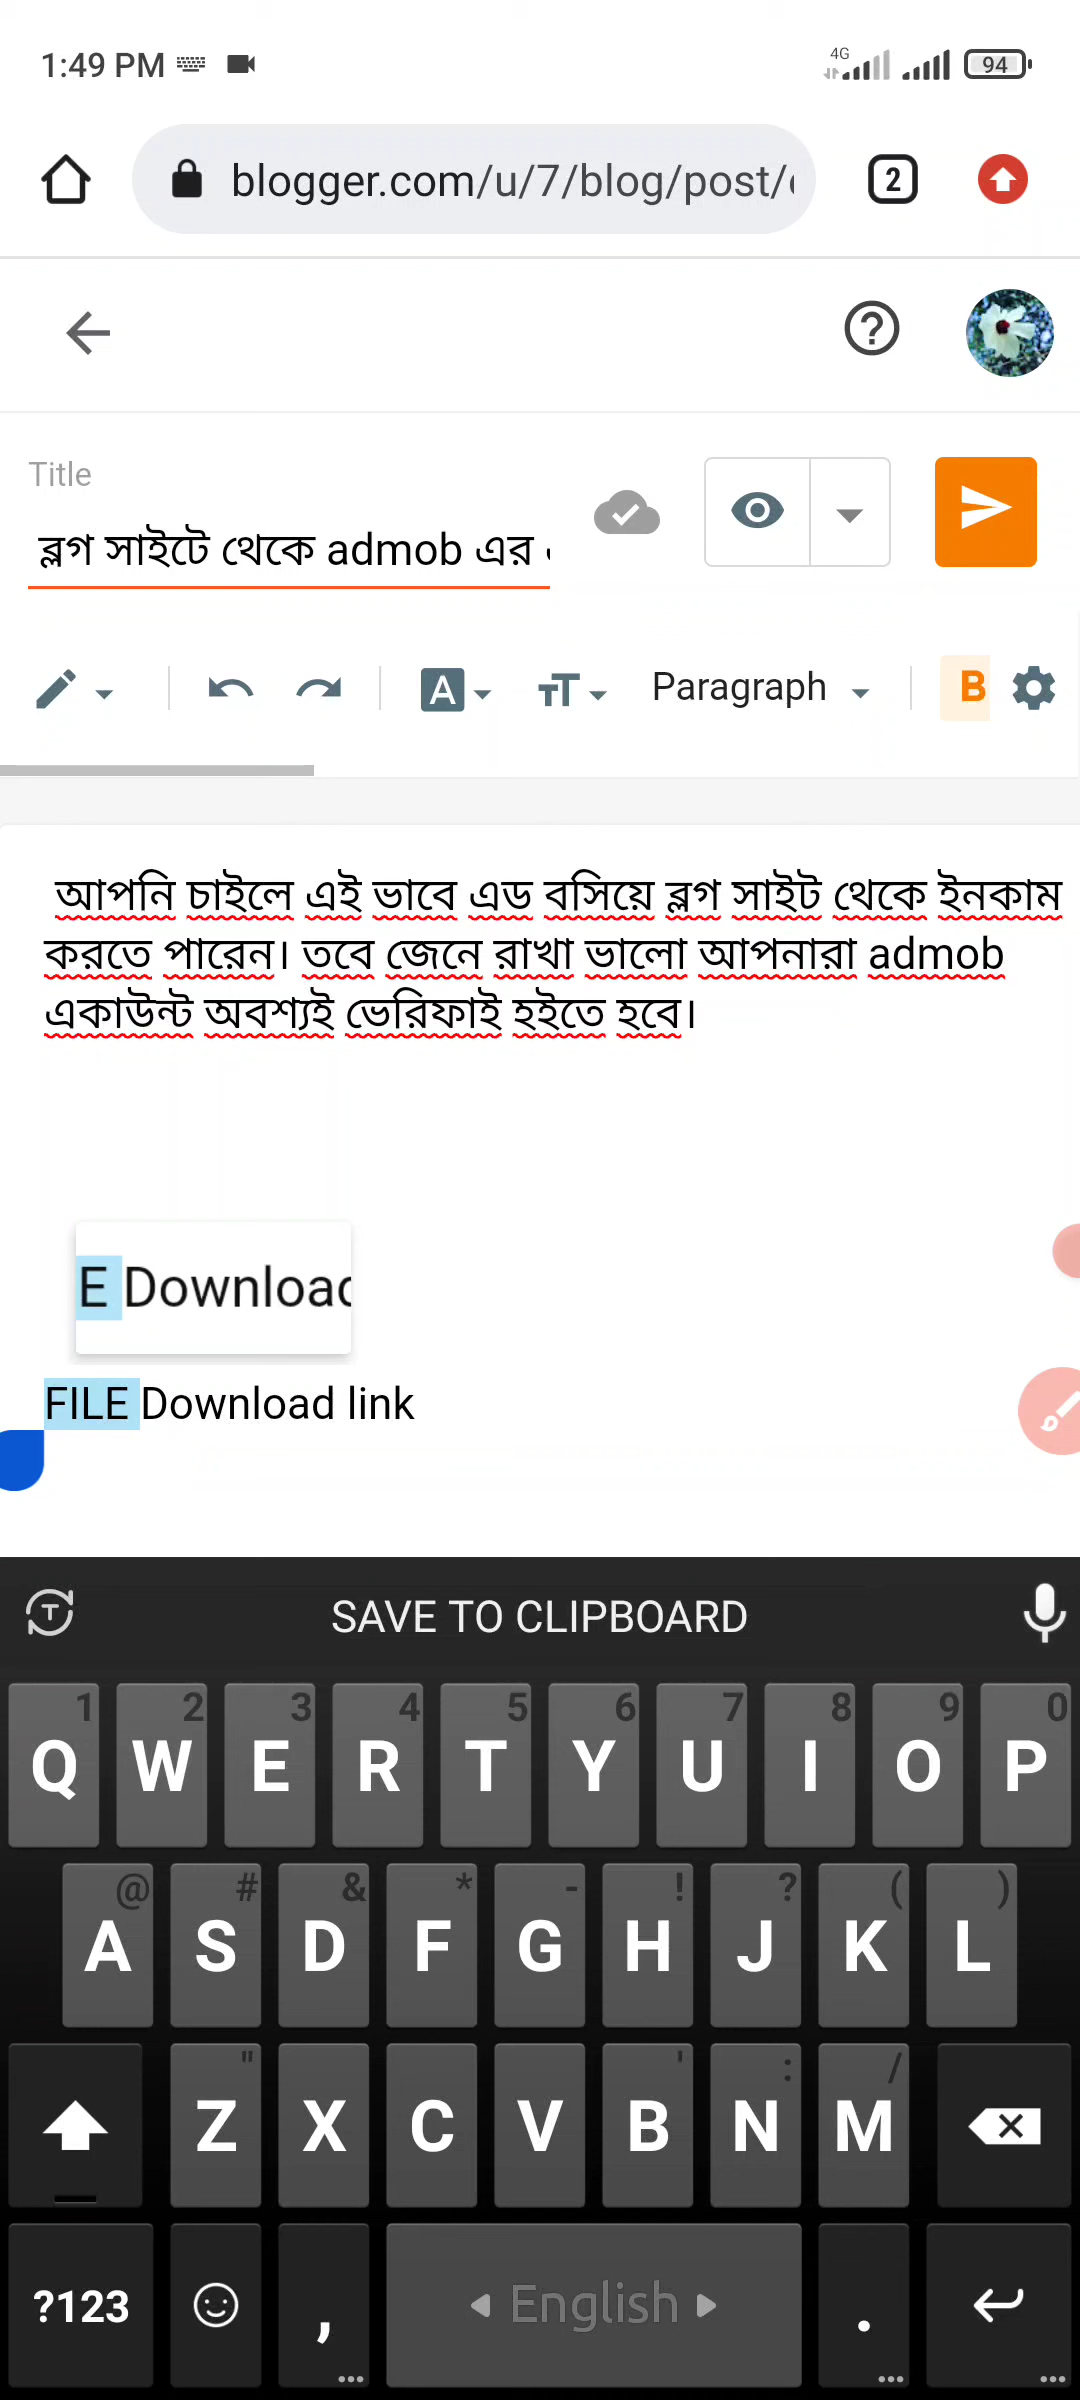 1:49 PM
4G
94
blogger.com/u/7/blog/post/
2
Title
ব্লগ সাইটে থেকে admob এর
A
TT
Paragraph
B
আপনি চাইলে এই ভাবে এড বসিয়ে ব্লগ সাইট থেকে ইনকাম
করতে পারেন। তবে জেনে রাখা ভালো আপনারা admob
একাউন্ট অবশ্যই ভেরিফাই হইতে হবে।
E Download
FILE Download link
T
SAVE TO CLIPBOARD
1 2 3 4 5 6 7 8 9 0
Q W E R T Y U I O P
@ # & * - ! ? ( )
A S D F G H J K L
" ' : /
Z X C V B N M
?123 , English .